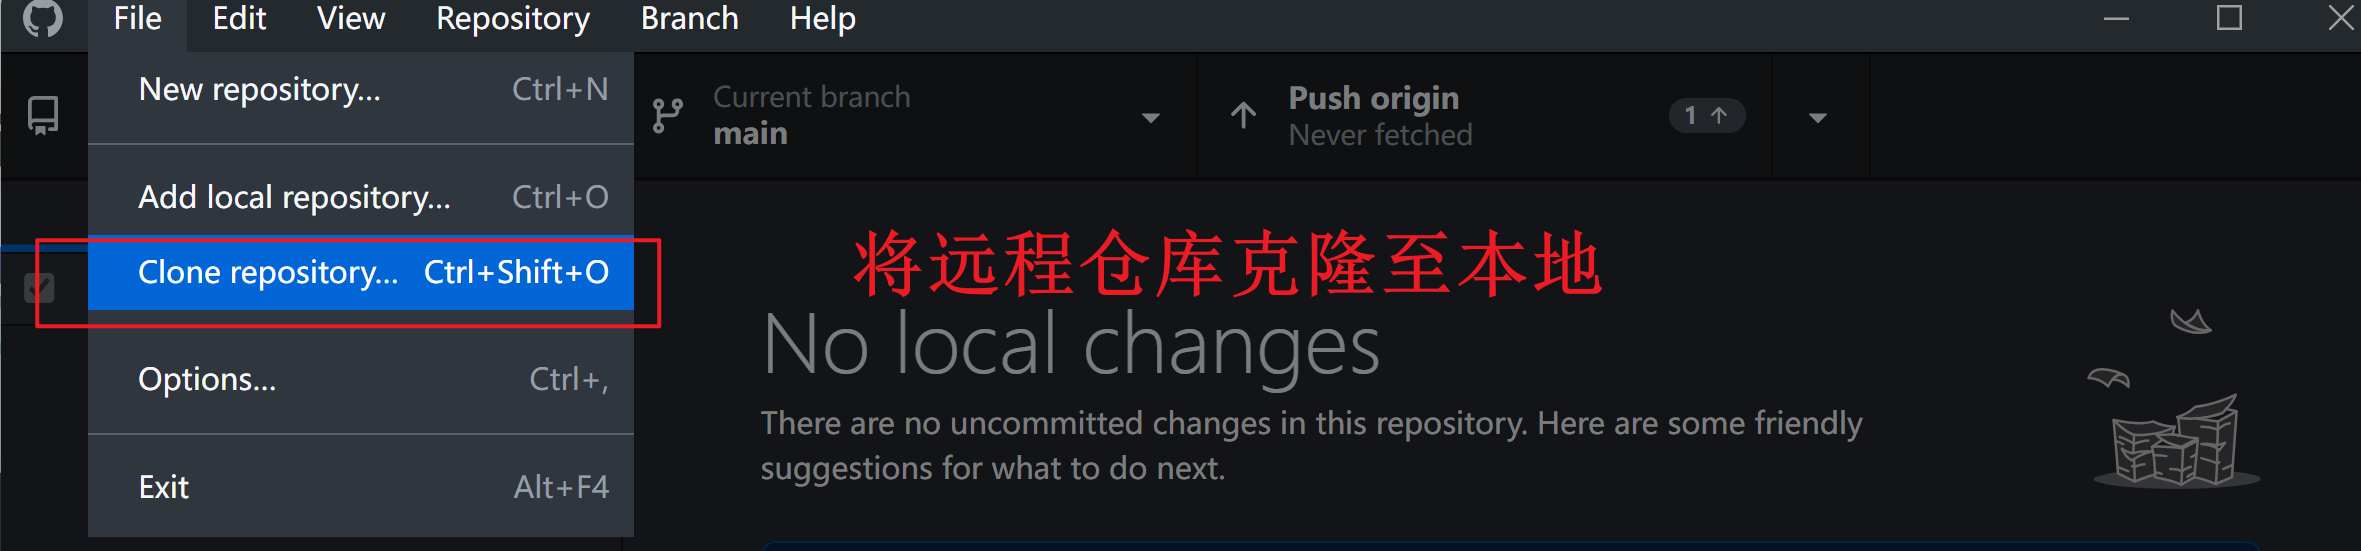 File Edit View Repository Branch Help
New repository... Ctrl+N
Add local repository... Ctrl+O
Clone repository... Ctrl+Shift+O
Options... Ctrl+,
Exit Alt+F4
Current branch
main
Push origin
Never fetched
1
将远程仓库克隆至本地
No local changes
There are no uncommitted changes in this repository. Here are some friendly
suggestions for what to do next.